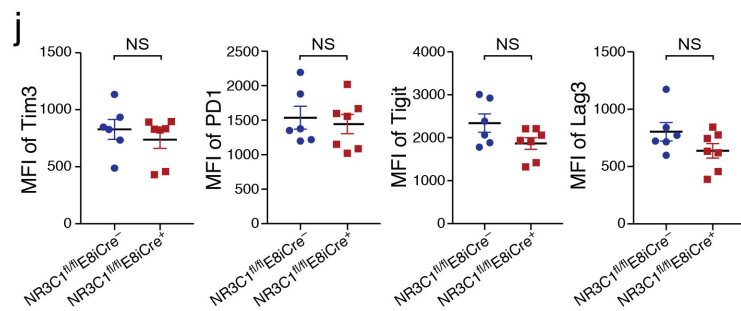 j
NS
NS
NS
NS
MFI of Tim3
1500
1000
500
0
NR3C1fl/flE8iCre−
NR3C1fl/flE8iCre+
MFI of PD1
2500
2000
1500
1000
500
0
NR3C1fl/flE8iCre−
NR3C1fl/flE8iCre+
MFI of Tigit
4000
3000
2000
1000
0
NR3C1fl/flE8iCre−
NR3C1fl/flE8iCre+
MFI of Lag3
1500
1000
500
0
NR3C1fl/flE8iCre−
NR3C1fl/flE8iCre+